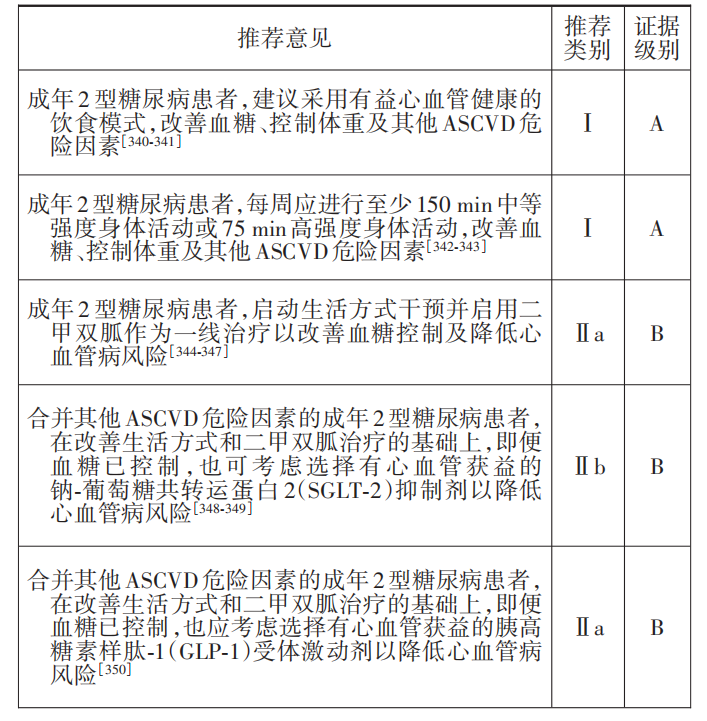 推荐意见
推荐
类别
证据
级别
成年2型糖尿病患者,建议采用有益心血管健康的
饮食模式,改善血糖、控制体重及其他ASCVD危
险因素[340-341]
Ⅰ
A
成年2型糖尿病患者,每周应进行至少150 min中等
强度身体活动或75 min高强度身体活动,改善血
糖、控制体重及其他ASCVD危险因素[342-343]
Ⅰ
A
成年2型糖尿病患者,启动生活方式干预并启用二
甲双胍作为一线治疗以改善血糖控制及降低心
血管病风险[344-347]
Ⅱa
B
合并其他ASCVD危险因素的成年2型糖尿病患者,
在改善生活方式和二甲双胍治疗的基础上,即便
血糖已控制,也可考虑选择有心血管获益的
钠-葡萄糖共转运蛋白2(SGLT-2)抑制剂以降低
心血管病风险[348-349]
Ⅱb
B
合并其他ASCVD危险因素的成年2型糖尿病患者,
在改善生活方式和二甲双胍治疗的基础上,即便
血糖已控制,也应考虑选择有心血管获益的胰高
糖素样肽-1(GLP-1)受体激动剂以降低心血管病
风险[350]
Ⅱa
B